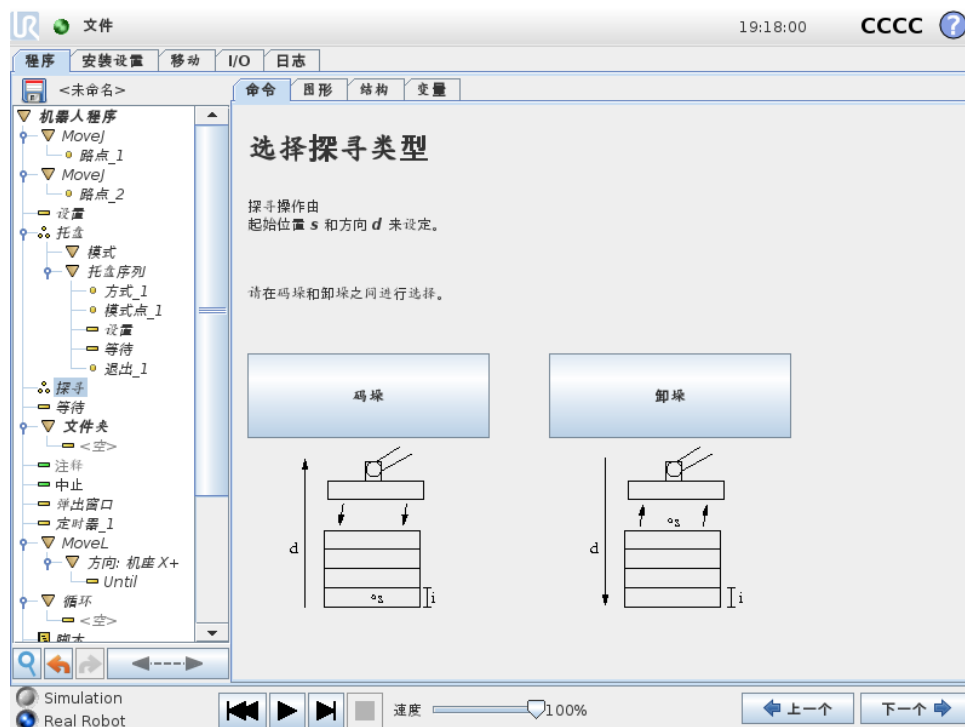 UR 文件 19:18:00 CCCC ?
程序 安装设置 移动 I/O 日志
<未命名>
命令 图形 结构 变量
机器人程序
MoveJ
路点_1
MoveJ
路点_2
设置
托盘
模式
托盘序列
方式_1
模式点_1
设置
等待
退出_1
探寻
等待
文件夹
<空>
注释
中止
弹出窗口
定时器_1
MoveL
方向: 机座 X+
Until
循环
<空>
脚本
选择探寻类型
探寻操作由
起始位置 s 和方向 d 来设定。
请在码垛和卸垛之间进行选择。
码垛 卸垛
d s i
d s i
Simulation
Real Robot
速度 100%
上一个 下一个